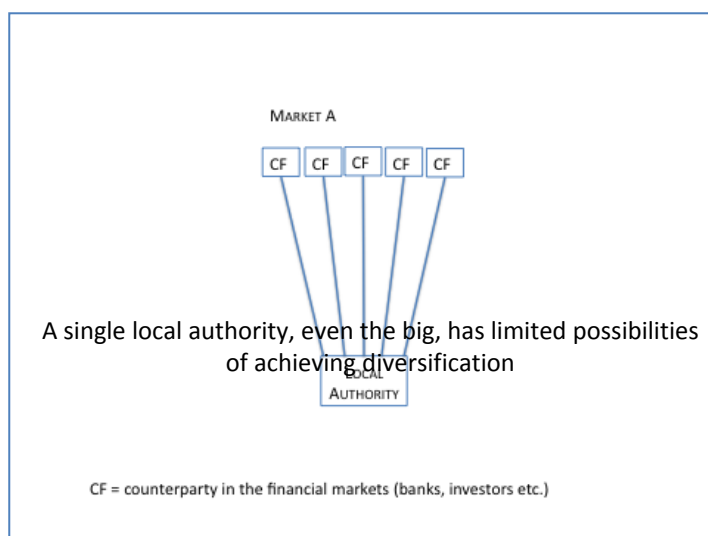 MARKET A
CF CF CF CF CF
A single local authority, even the big, has limited possibilities
of achieving diversification
LOCAL
AUTHORITY
CF = counterparty in the financial markets (banks, investors etc.)